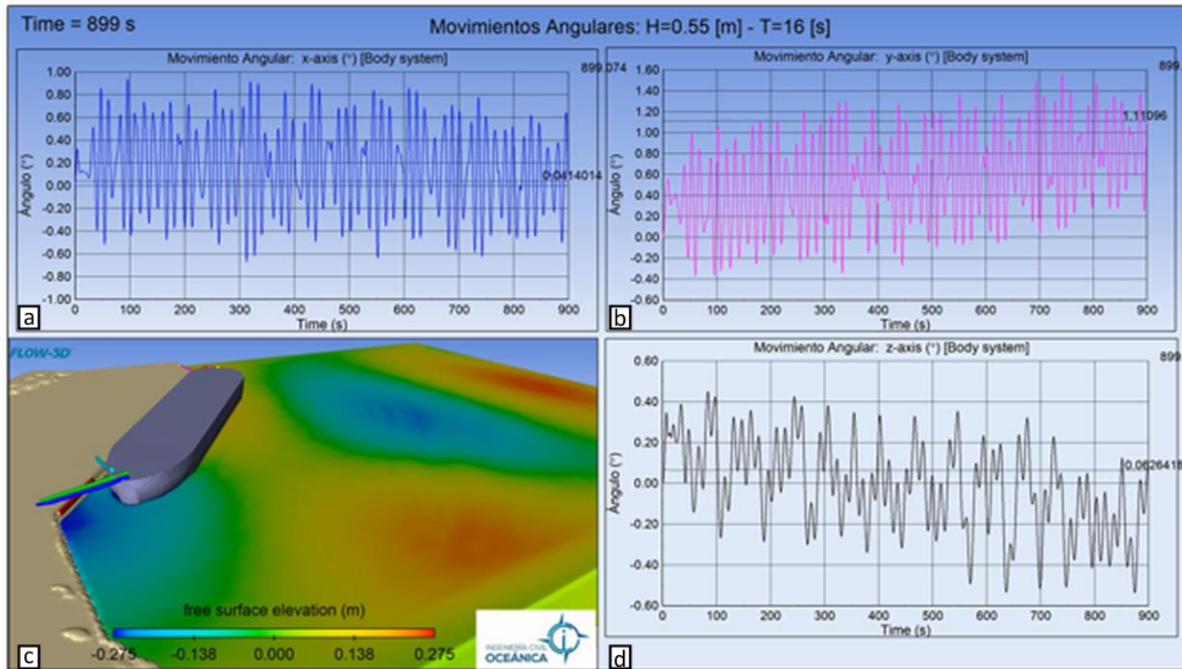 Time = 899 s
Movimientos Angulares: H=0.55 [m] - T=16 [s]
Movimiento Angular: x-axis (°) [Body system]
899.074
1.00
0.80
0.60
0.40
0.20
0.00
-0.20
-0.40
-0.60
-0.80
-1.00
Ángulo (°)
0.0414014
0 100 200 300 400 500 600 700 800 900
Time (s)
a
Movimiento Angular: y-axis (°) [Body system]
899.
1.60
1.40
1.20
1.00
0.80
0.60
0.40
0.20
0.00
-0.20
-0.40
-0.60
Ángulo (°)
1.11096
0 100 200 300 400 500 600 700 800 900
Time (s)
b
FLOW-3D
free surface elevation (m)
-0.275 -0.138 0.000 0.138 0.275
INGENIERÍA CIVIL
OCEÁNICA
c
Movimiento Angular: z-axis (°) [Body system]
899.
0.60
0.40
0.20
0.00
-0.20
-0.40
-0.60
Ángulo (°)
0.0626418
0 100 200 300 400 500 600 700 800 900
Time (s)
d